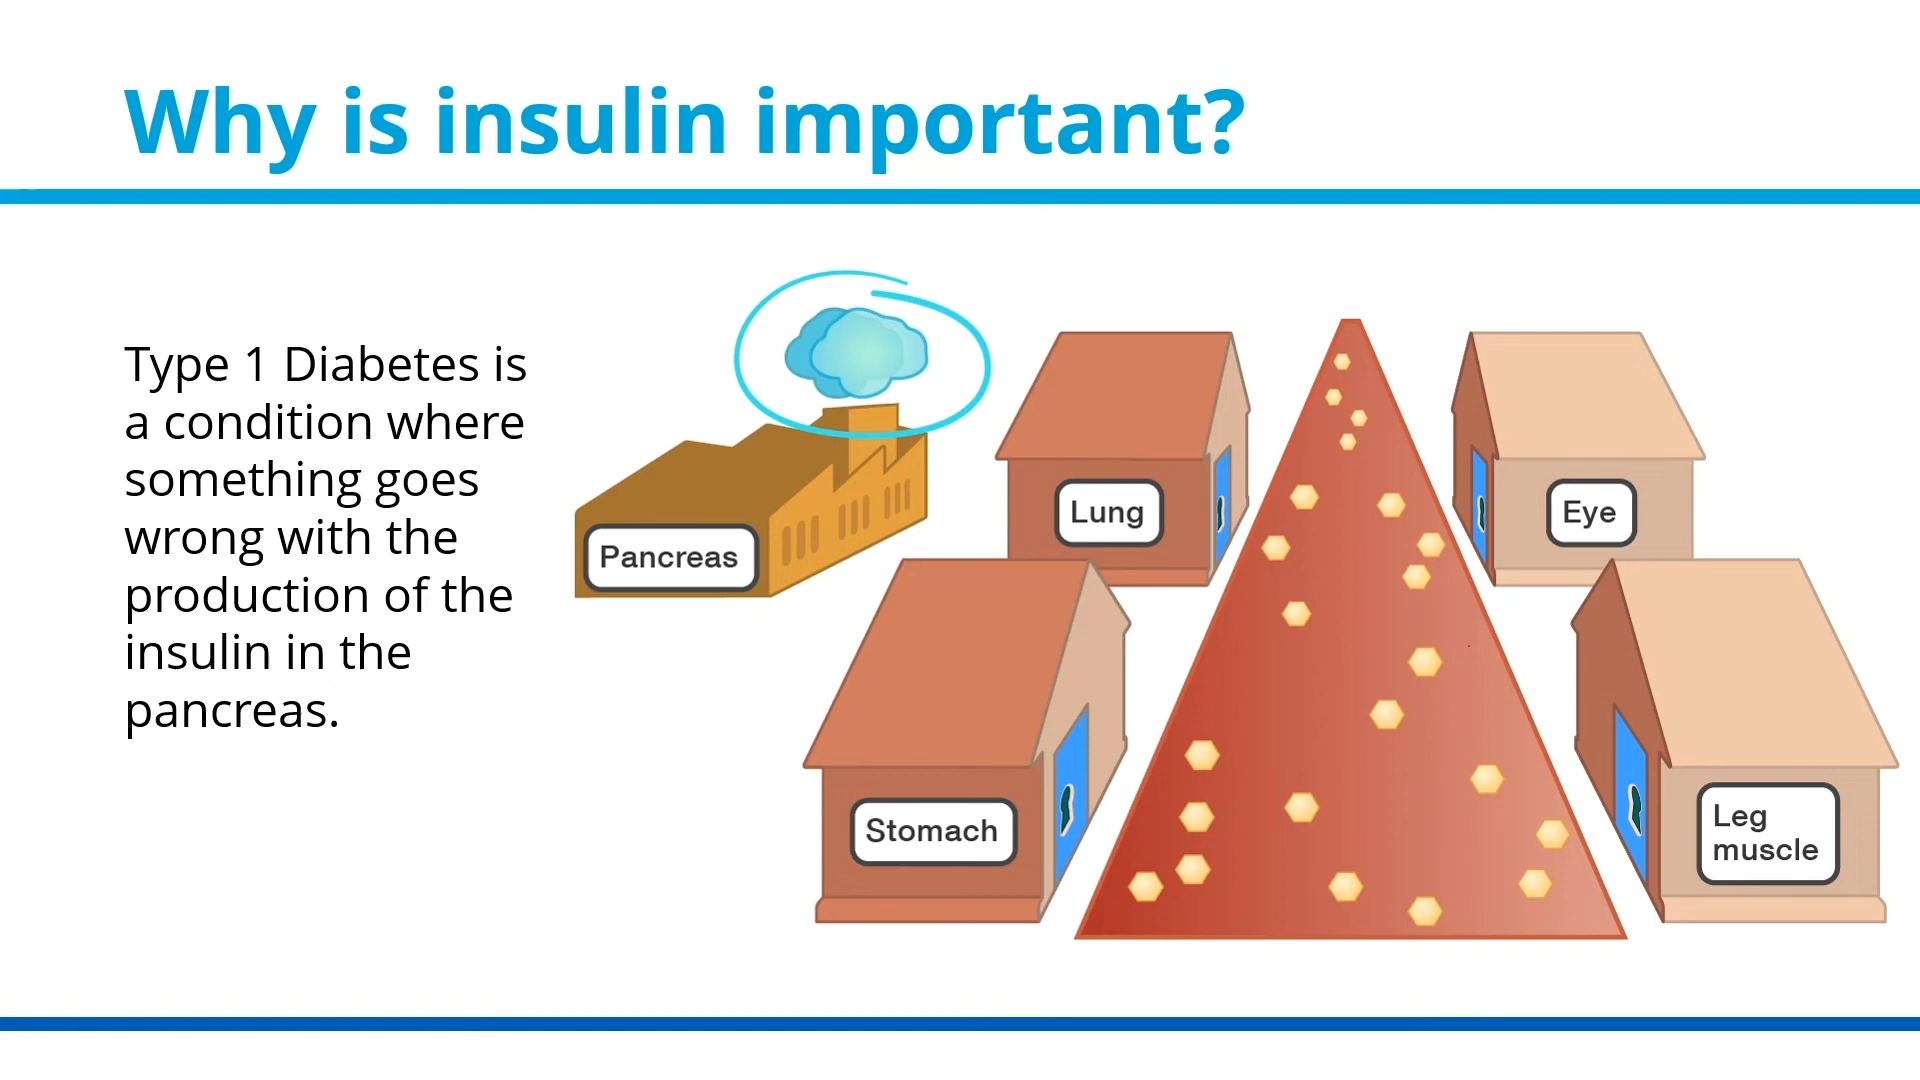 Why is insulin important?
Type 1 Diabetes is
a condition where
something goes
wrong with the
production of the
insulin in the
pancreas.
Pancreas
Lung
Eye
Stomach
Leg
muscle